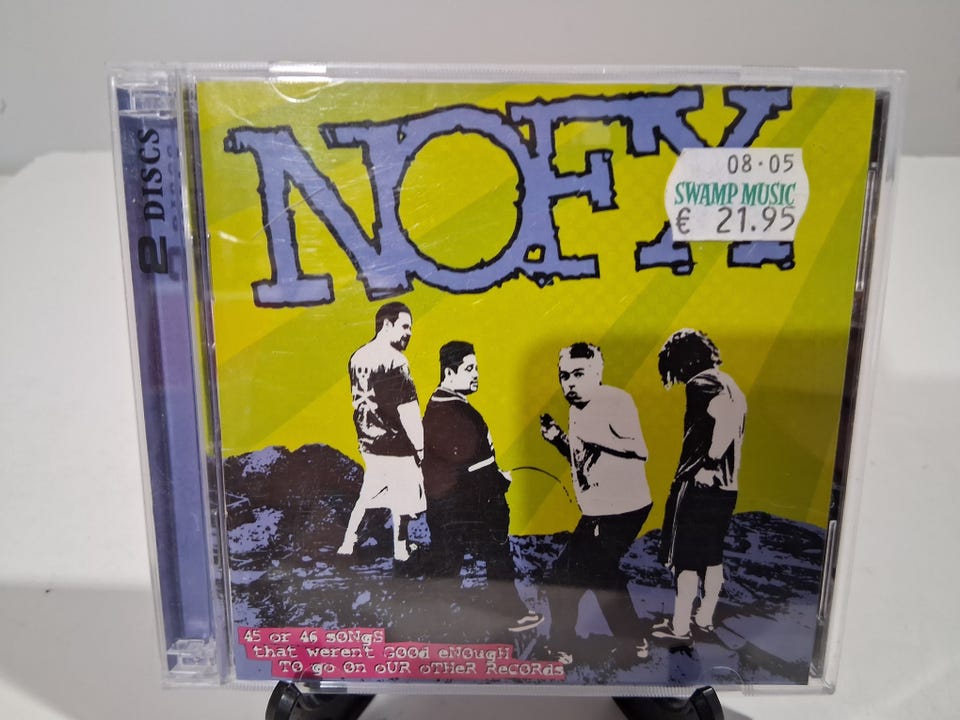 2 DISCS
NOFX
08·05
SWAMP MUSIC
€ 21.95
45 or 46 sONgS
that weren't GOOd eNOugH
TO go On oUR oTHeR ReCORds